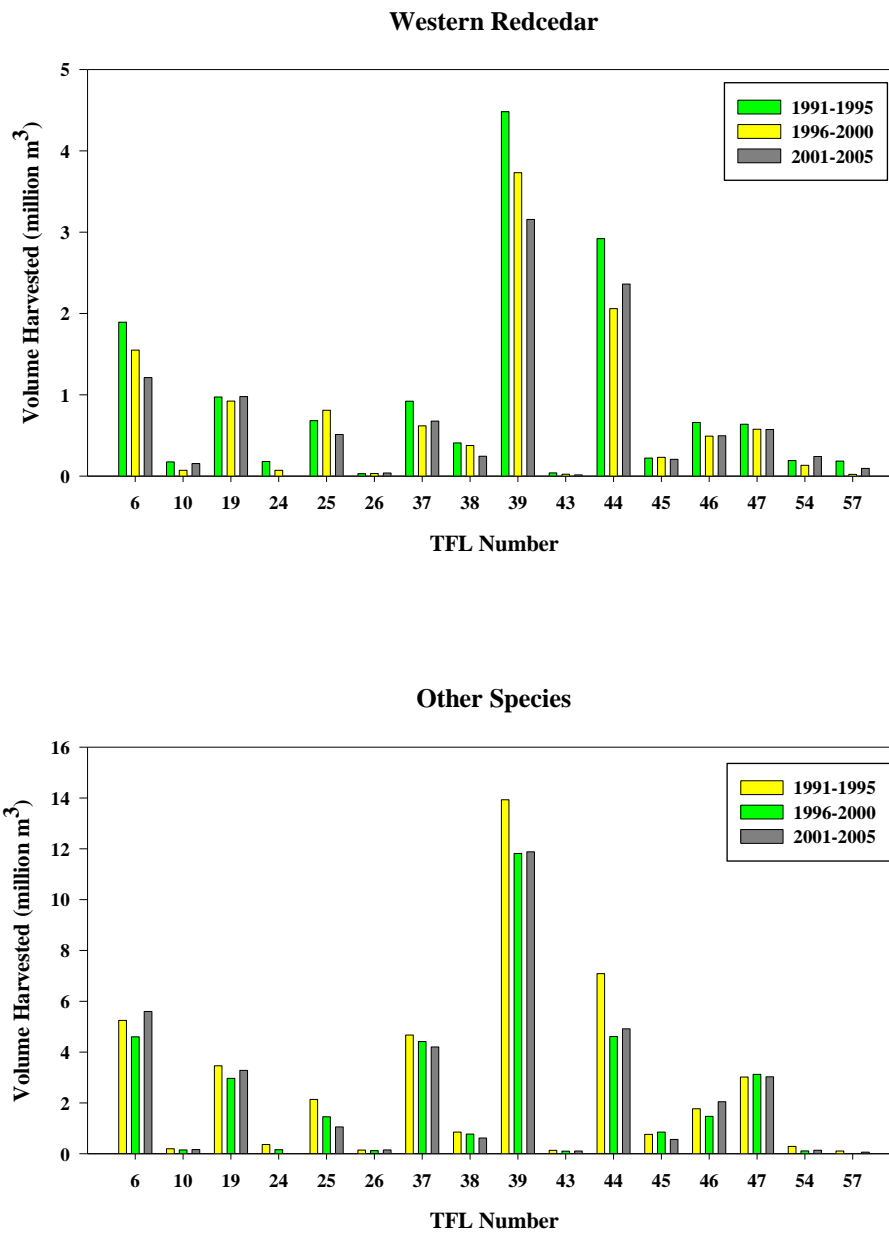 Western Redcedar
5
4
3
2
1
0
Volume Harvested (million m3)
1991-1995
1996-2000
2001-2005
6 10 19 24 25 26 37 38 39 43 44 45 46 47 54 57
TFL Number
Other Species
16
14
12
10
8
6
4
2
0
Volume Harvested (million m3)
1991-1995
1996-2000
2001-2005
6 10 19 24 25 26 37 38 39 43 44 45 46 47 54 57
TFL Number